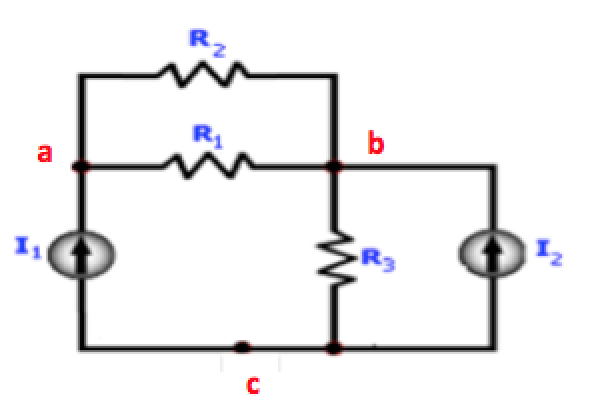 R₂
R₁
a
b
I₁
R₃
I₂
c